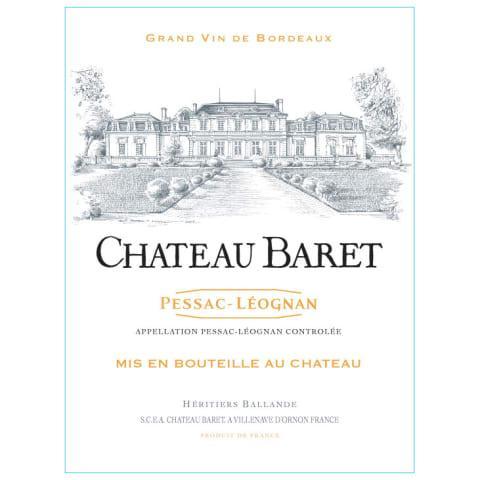 GRAND VIN DE BORDEAUX
CHATEAU BARET
PESSAC-LÉOGNAN
APPELLATION PESSAC-LÉOGNAN CONTROLÉE
MIS EN BOUTEILLE AU CHATEAU
HÉRITIERS BALLANDE
S.C.E.A. CHATEAU BARET. A VILLENAVE D'ORNON FRANCE
PRODUIT DE FRANCE